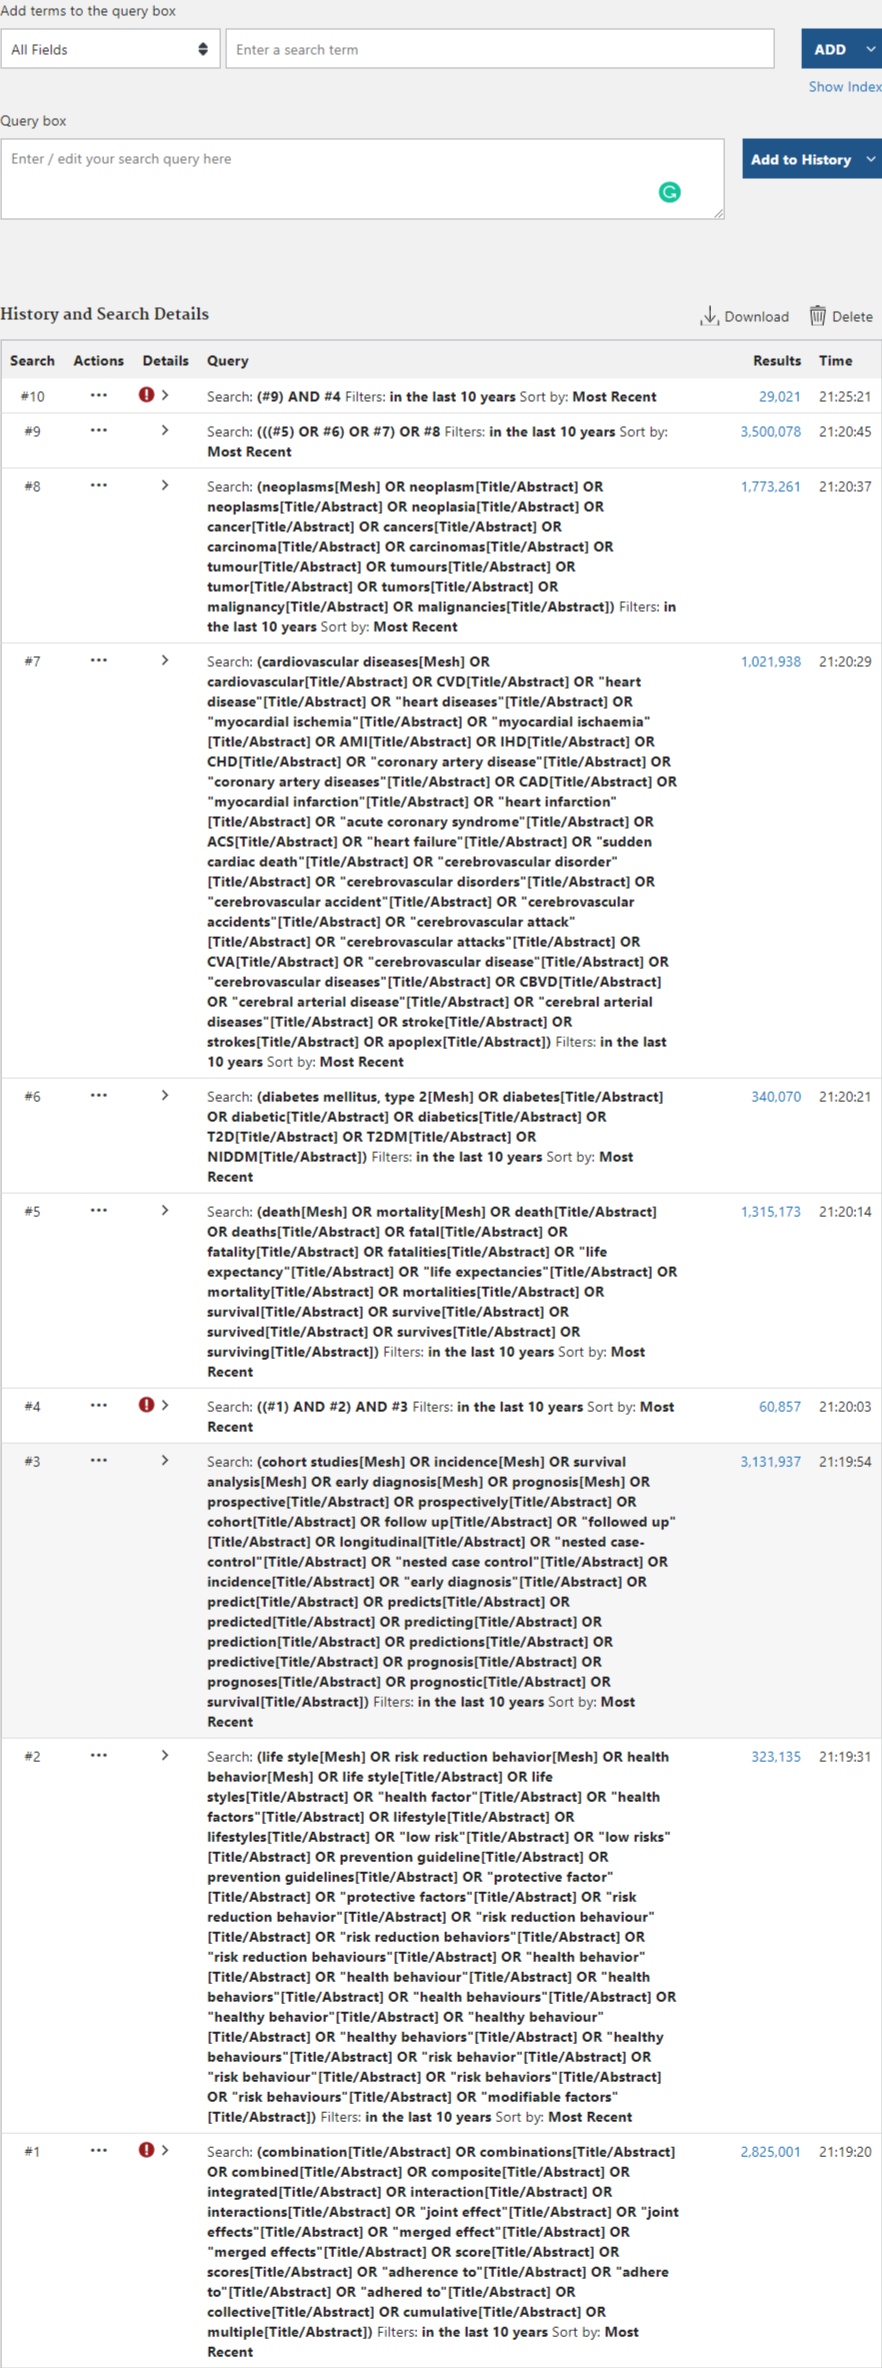 Add terms to the query box
All Fields
Enter a search term
ADD
Show Index
Query box
Enter / edit your search query here
Add to History
History and Search Details
Download
Delete
Search Actions Details Query Results Time
#10 Search: (#9) AND #4 Filters: in the last 10 years Sort by: Most Recent 29,021 21:25:21
#9 Search: (((#5) OR #6) OR #7) OR #8 Filters: in the last 10 years Sort by: 3,500,078 21:20:45
Most Recent
#8 Search: (neoplasms[Mesh] OR neoplasm[Title/Abstract] OR 1,773,261 21:20:37
neoplasms[Title/Abstract] OR neoplasia[Title/Abstract] OR
cancer[Title/Abstract] OR cancers[Title/Abstract] OR
carcinoma[Title/Abstract] OR carcinomas[Title/Abstract] OR
tumour[Title/Abstract] OR tumours[Title/Abstract] OR
tumor[Title/Abstract] OR tumors[Title/Abstract] OR
malignancy[Title/Abstract] OR malignancies[Title/Abstract]) Filters: in
the last 10 years Sort by: Most Recent
#7 Search: (cardiovascular diseases[Mesh] OR 1,021,938 21:20:29
cardiovascular[Title/Abstract] OR CVD[Title/Abstract] OR "heart
disease"[Title/Abstract] OR "heart diseases"[Title/Abstract] OR
"myocardial ischemia"[Title/Abstract] OR "myocardial ischaemia"
[Title/Abstract] OR AMI[Title/Abstract] OR IHD[Title/Abstract] OR
CHD[Title/Abstract] OR "coronary artery disease"[Title/Abstract] OR
"coronary artery diseases"[Title/Abstract] OR CAD[Title/Abstract] OR
"myocardial infarction"[Title/Abstract] OR "heart infarction"
[Title/Abstract] OR "acute coronary syndrome"[Title/Abstract] OR
ACS[Title/Abstract] OR "heart failure"[Title/Abstract] OR "sudden
cardiac death"[Title/Abstract] OR "cerebrovascular disorder"
[Title/Abstract] OR "cerebrovascular disorders"[Title/Abstract] OR
"cerebrovascular accident"[Title/Abstract] OR "cerebrovascular
accidents"[Title/Abstract] OR "cerebrovascular attack"
[Title/Abstract] OR "cerebrovascular attacks"[Title/Abstract] OR
CVA[Title/Abstract] OR "cerebrovascular disease"[Title/Abstract] OR
"cerebrovascular diseases"[Title/Abstract] OR CBVD[Title/Abstract]
OR "cerebral arterial disease"[Title/Abstract] OR "cerebral arterial
diseases"[Title/Abstract] OR stroke[Title/Abstract] OR
strokes[Title/Abstract] OR apoplex[Title/Abstract]) Filters: in the last
10 years Sort by: Most Recent
#6 Search: (diabetes mellitus, type 2[Mesh] OR diabetes[Title/Abstract] 340,070 21:20:21
OR diabetic[Title/Abstract] OR diabetics[Title/Abstract] OR
T2D[Title/Abstract] OR T2DM[Title/Abstract] OR
NIDDM[Title/Abstract]) Filters: in the last 10 years Sort by: Most
Recent
#5 Search: (death[Mesh] OR mortality[Mesh] OR death[Title/Abstract] 1,315,173 21:20:14
OR deaths[Title/Abstract] OR fatal[Title/Abstract] OR
fatality[Title/Abstract] OR fatalities[Title/Abstract] OR "life
expectancy"[Title/Abstract] OR "life expectancies"[Title/Abstract] OR
mortality[Title/Abstract] OR mortalities[Title/Abstract] OR
survival[Title/Abstract] OR survive[Title/Abstract] OR
survived[Title/Abstract] OR survives[Title/Abstract] OR
surviving[Title/Abstract]) Filters: in the last 10 years Sort by: Most
Recent
#4 Search: ((#1) AND #2) AND #3 Filters: in the last 10 years Sort by: Most 60,857 21:20:03
Recent
#3 Search: (cohort studies[Mesh] OR incidence[Mesh] OR survival 3,131,937 21:19:54
analysis[Mesh] OR early diagnosis[Mesh] OR prognosis[Mesh] OR
prospective[Title/Abstract] OR prospectively[Title/Abstract] OR
cohort[Title/Abstract] OR follow up[Title/Abstract] OR "followed up"
[Title/Abstract] OR longitudinal[Title/Abstract] OR "nested case-
control"[Title/Abstract] OR "nested case control"[Title/Abstract] OR
incidence[Title/Abstract] OR "early diagnosis"[Title/Abstract] OR
predict[Title/Abstract] OR predicts[Title/Abstract] OR
predicted[Title/Abstract] OR predicting[Title/Abstract] OR
prediction[Title/Abstract] OR predictions[Title/Abstract] OR
predictive[Title/Abstract] OR prognosis[Title/Abstract] OR
prognoses[Title/Abstract] OR prognostic[Title/Abstract] OR
survival[Title/Abstract]) Filters: in the last 10 years Sort by: Most
Recent
#2 Search: (life style[Mesh] OR risk reduction behavior[Mesh] OR health 323,135 21:19:31
behavior[Mesh] OR life style[Title/Abstract] OR life
styles[Title/Abstract] OR "health factor"[Title/Abstract] OR "health
factors"[Title/Abstract] OR lifestyle[Title/Abstract] OR
lifestyles[Title/Abstract] OR "low risk"[Title/Abstract] OR "low risks"
[Title/Abstract] OR prevention guideline[Title/Abstract] OR
prevention guidelines[Title/Abstract] OR "protective factor"
[Title/Abstract] OR "protective factors"[Title/Abstract] OR "risk
reduction behavior"[Title/Abstract] OR "risk reduction behaviour"
[Title/Abstract] OR "risk reduction behaviors"[Title/Abstract] OR
"risk reduction behaviours"[Title/Abstract] OR "health behavior"
[Title/Abstract] OR "health behaviour"[Title/Abstract] OR "health
behaviors"[Title/Abstract] OR "health behaviours"[Title/Abstract] OR
"healthy behavior"[Title/Abstract] OR "healthy behaviour"
[Title/Abstract] OR "healthy behaviors"[Title/Abstract] OR "healthy
behaviours"[Title/Abstract] OR "risk behavior"[Title/Abstract] OR
"risk behaviour"[Title/Abstract] OR "risk behaviors"[Title/Abstract]
OR "risk behaviours"[Title/Abstract] OR "modifiable factors"
[Title/Abstract]) Filters: in the last 10 years Sort by: Most Recent
#1 Search: (combination[Title/Abstract] OR combinations[Title/Abstract] 2,825,001 21:19:20
OR combined[Title/Abstract] OR composite[Title/Abstract] OR
integrated[Title/Abstract] OR interaction[Title/Abstract] OR
interactions[Title/Abstract] OR "joint effect"[Title/Abstract] OR "joint
effects"[Title/Abstract] OR "merged effect"[Title/Abstract] OR
"merged effects"[Title/Abstract] OR score[Title/Abstract] OR
scores[Title/Abstract] OR "adherence to"[Title/Abstract] OR "adhere
to"[Title/Abstract] OR "adhered to"[Title/Abstract] OR
collective[Title/Abstract] OR cumulative[Title/Abstract] OR
multiple[Title/Abstract]) Filters: in the last 10 years Sort by: Most
Recent